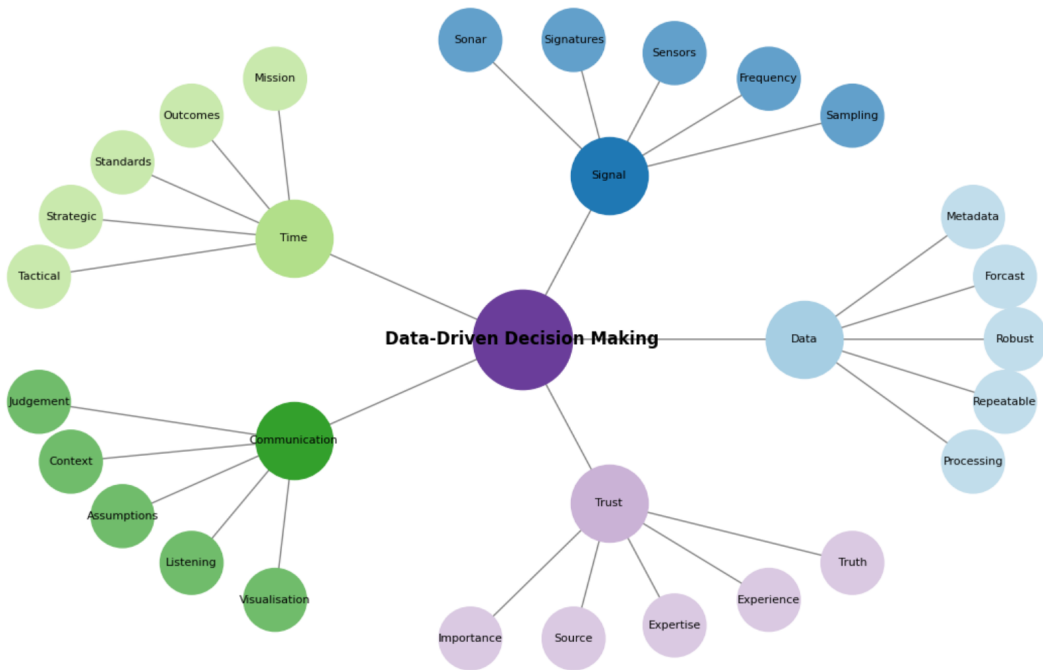 Sonar
Signatures
Sensors
Frequency
Sampling
Signal
Mission
Outcomes
Standards
Strategic
Tactical
Time
Metadata
Forcast
Robust
Repeatable
Processing
Data
Data-Driven Decision Making
Judgement
Context
Assumptions
Listening
Visualisation
Communication
Trust
Truth
Experience
Expertise
Source
Importance